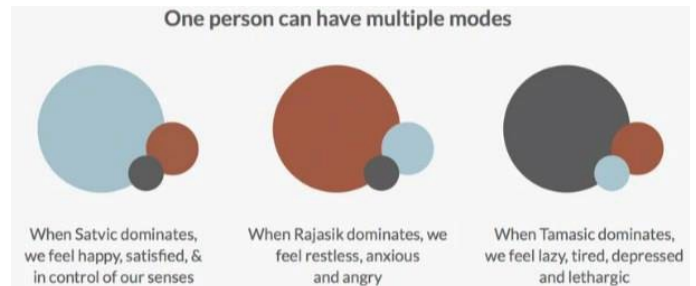 One person can have multiple modes
When Satvic dominates,
we feel happy, satisfied, &
in control of our senses
When Rajasik dominates, we
feel restless, anxious
and angry
When Tamasic dominates,
we feel lazy, tired, depressed
and lethargic